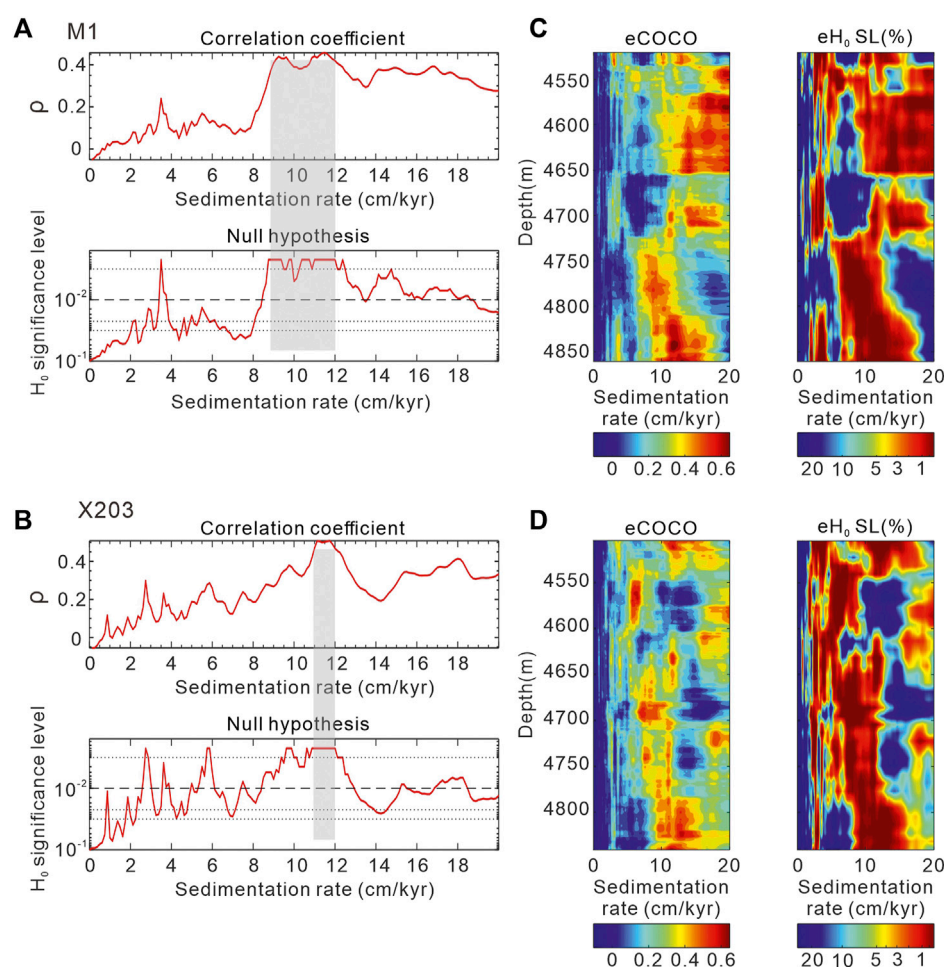 A
M1
Correlation coefficient
0.4
0.2
0
ρ
0 2 4 6 8 10 12 14 16 18
Sedimentation rate (cm/kyr)
Null hypothesis
H₀ significance level
10⁻²
10⁻¹
0 2 4 6 8 10 12 14 16 18
Sedimentation rate (cm/kyr)
B
X203
Correlation coefficient
0.4
0.2
0
ρ
0 2 4 6 8 10 12 14 16 18
Sedimentation rate (cm/kyr)
Null hypothesis
H₀ significance level
10⁻²
10⁻¹
0 2 4 6 8 10 12 14 16 18
Sedimentation rate (cm/kyr)
C
eCOCO
eH₀ SL(%)
Depth(m)
4550
4600
4650
4700
4750
4800
4850
0 10 20
Sedimentation
rate (cm/kyr)
0 0.2 0.4 0.6
0 10 20
Sedimentation
rate (cm/kyr)
20 10 5 3 1
D
eCOCO
eH₀ SL(%)
Depth(m)
4550
4600
4650
4700
4750
4800
0 10 20
Sedimentation
rate (cm/kyr)
0 0.2 0.4 0.6
0 10 20
Sedimentation
rate (cm/kyr)
20 10 5 3 1